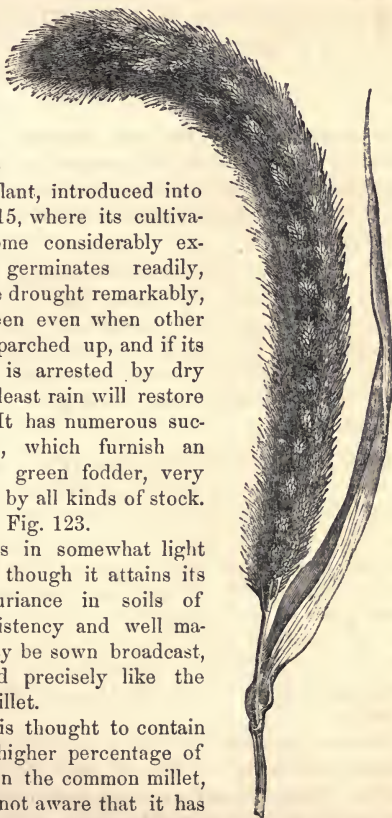 lant, introduced into
15, where its cultiva-
ome considerably ex-
germinates readily,
e drought remarkably,
een even when other
parched up, and if its
is arrested by dry
least rain will restore
It has numerous suc-
, which furnish an
green fodder, very
by all kinds of stock.
Fig. 123.
s in somewhat light
though it attains its
uriance in soils of
istency and well ma-
y be sown broadcast,
d precisely like the
illet.
is thought to contain
higher percentage of
n the common millet,
not aware that it has